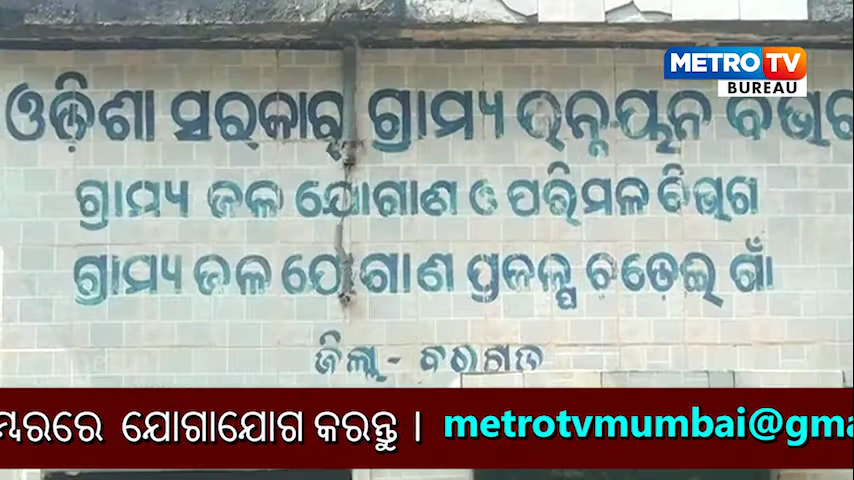 METRO TV
BUREAU
ଓଡ଼ିଶା ସରକାର ଗ୍ରାମ୍ୟ ଉନ୍ନୟନ ବିଭାଗ
ଗ୍ରାମ୍ୟ ଜଳ ଯୋଗାଣ ଓ ପରିମଳ ବିଭାଗ
ଗ୍ରାମ୍ୟ ଜଳ ଯୋଗାଣ ପ୍ରକଳ୍ପ ଚଢେଇ ଗାଁ
ଜିଲ୍ଲା - ବରଗଡ
ଯୋଗାଯୋଗ କରନ୍ତୁ । metrotvmumbai@gma